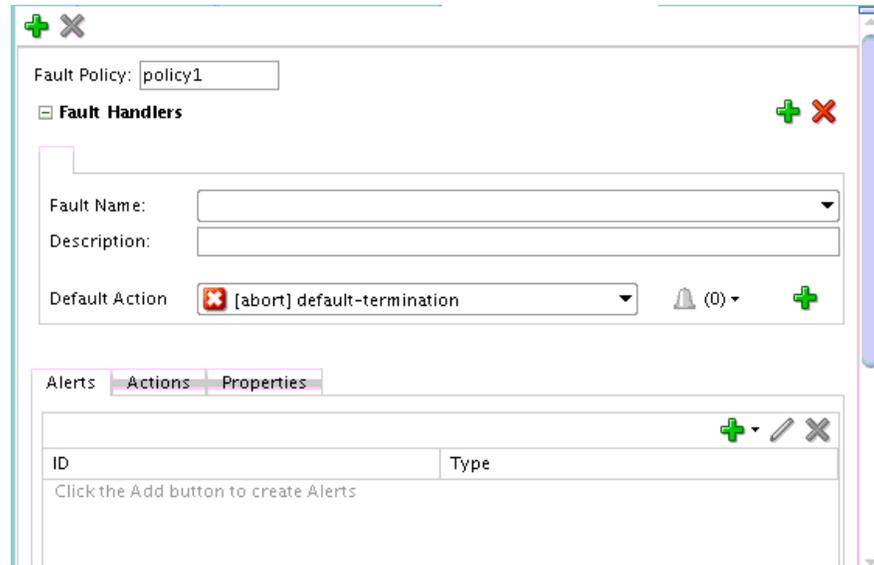 Fault Policy: policy1
Fault Handlers
Fault Name:
Description:
Default Action [abort] default-termination (0)
Alerts Actions Properties
ID Type
Click the Add button to create Alerts